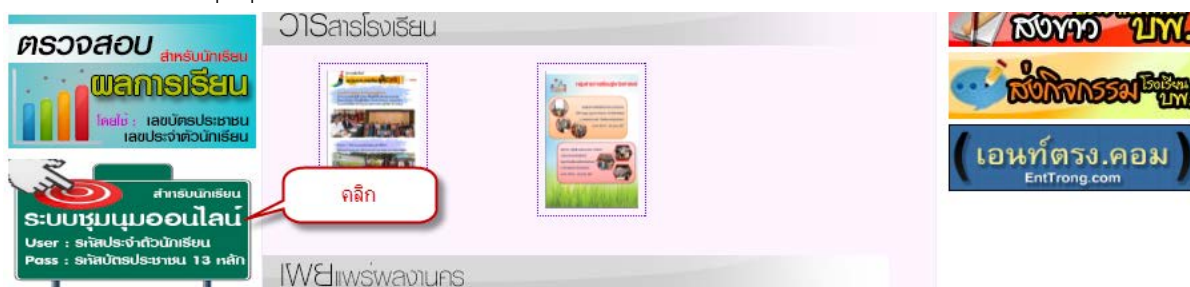 ตรวจสอบ
สำหรับนักเรียน
ผลการเรียน
โดยใช้ : เลขบัตรประชาชน
เลขประจำตัวนักเรียน
สำหรับนักเรียน
ระบบชุมนุมออนไลน์
User : รหัสประจำตัวนักเรียน
Pass : รหัสบัตรประชาชน 13 หลัก
วารสารโรงเรียน
คลิก
เผยแพร่ผลงานคร
ส่งข่าว บพ.
ส่งกิจกรรม โรงเรียน บพ.
(เอนท์ตรง.คอม)
EntTrong.com